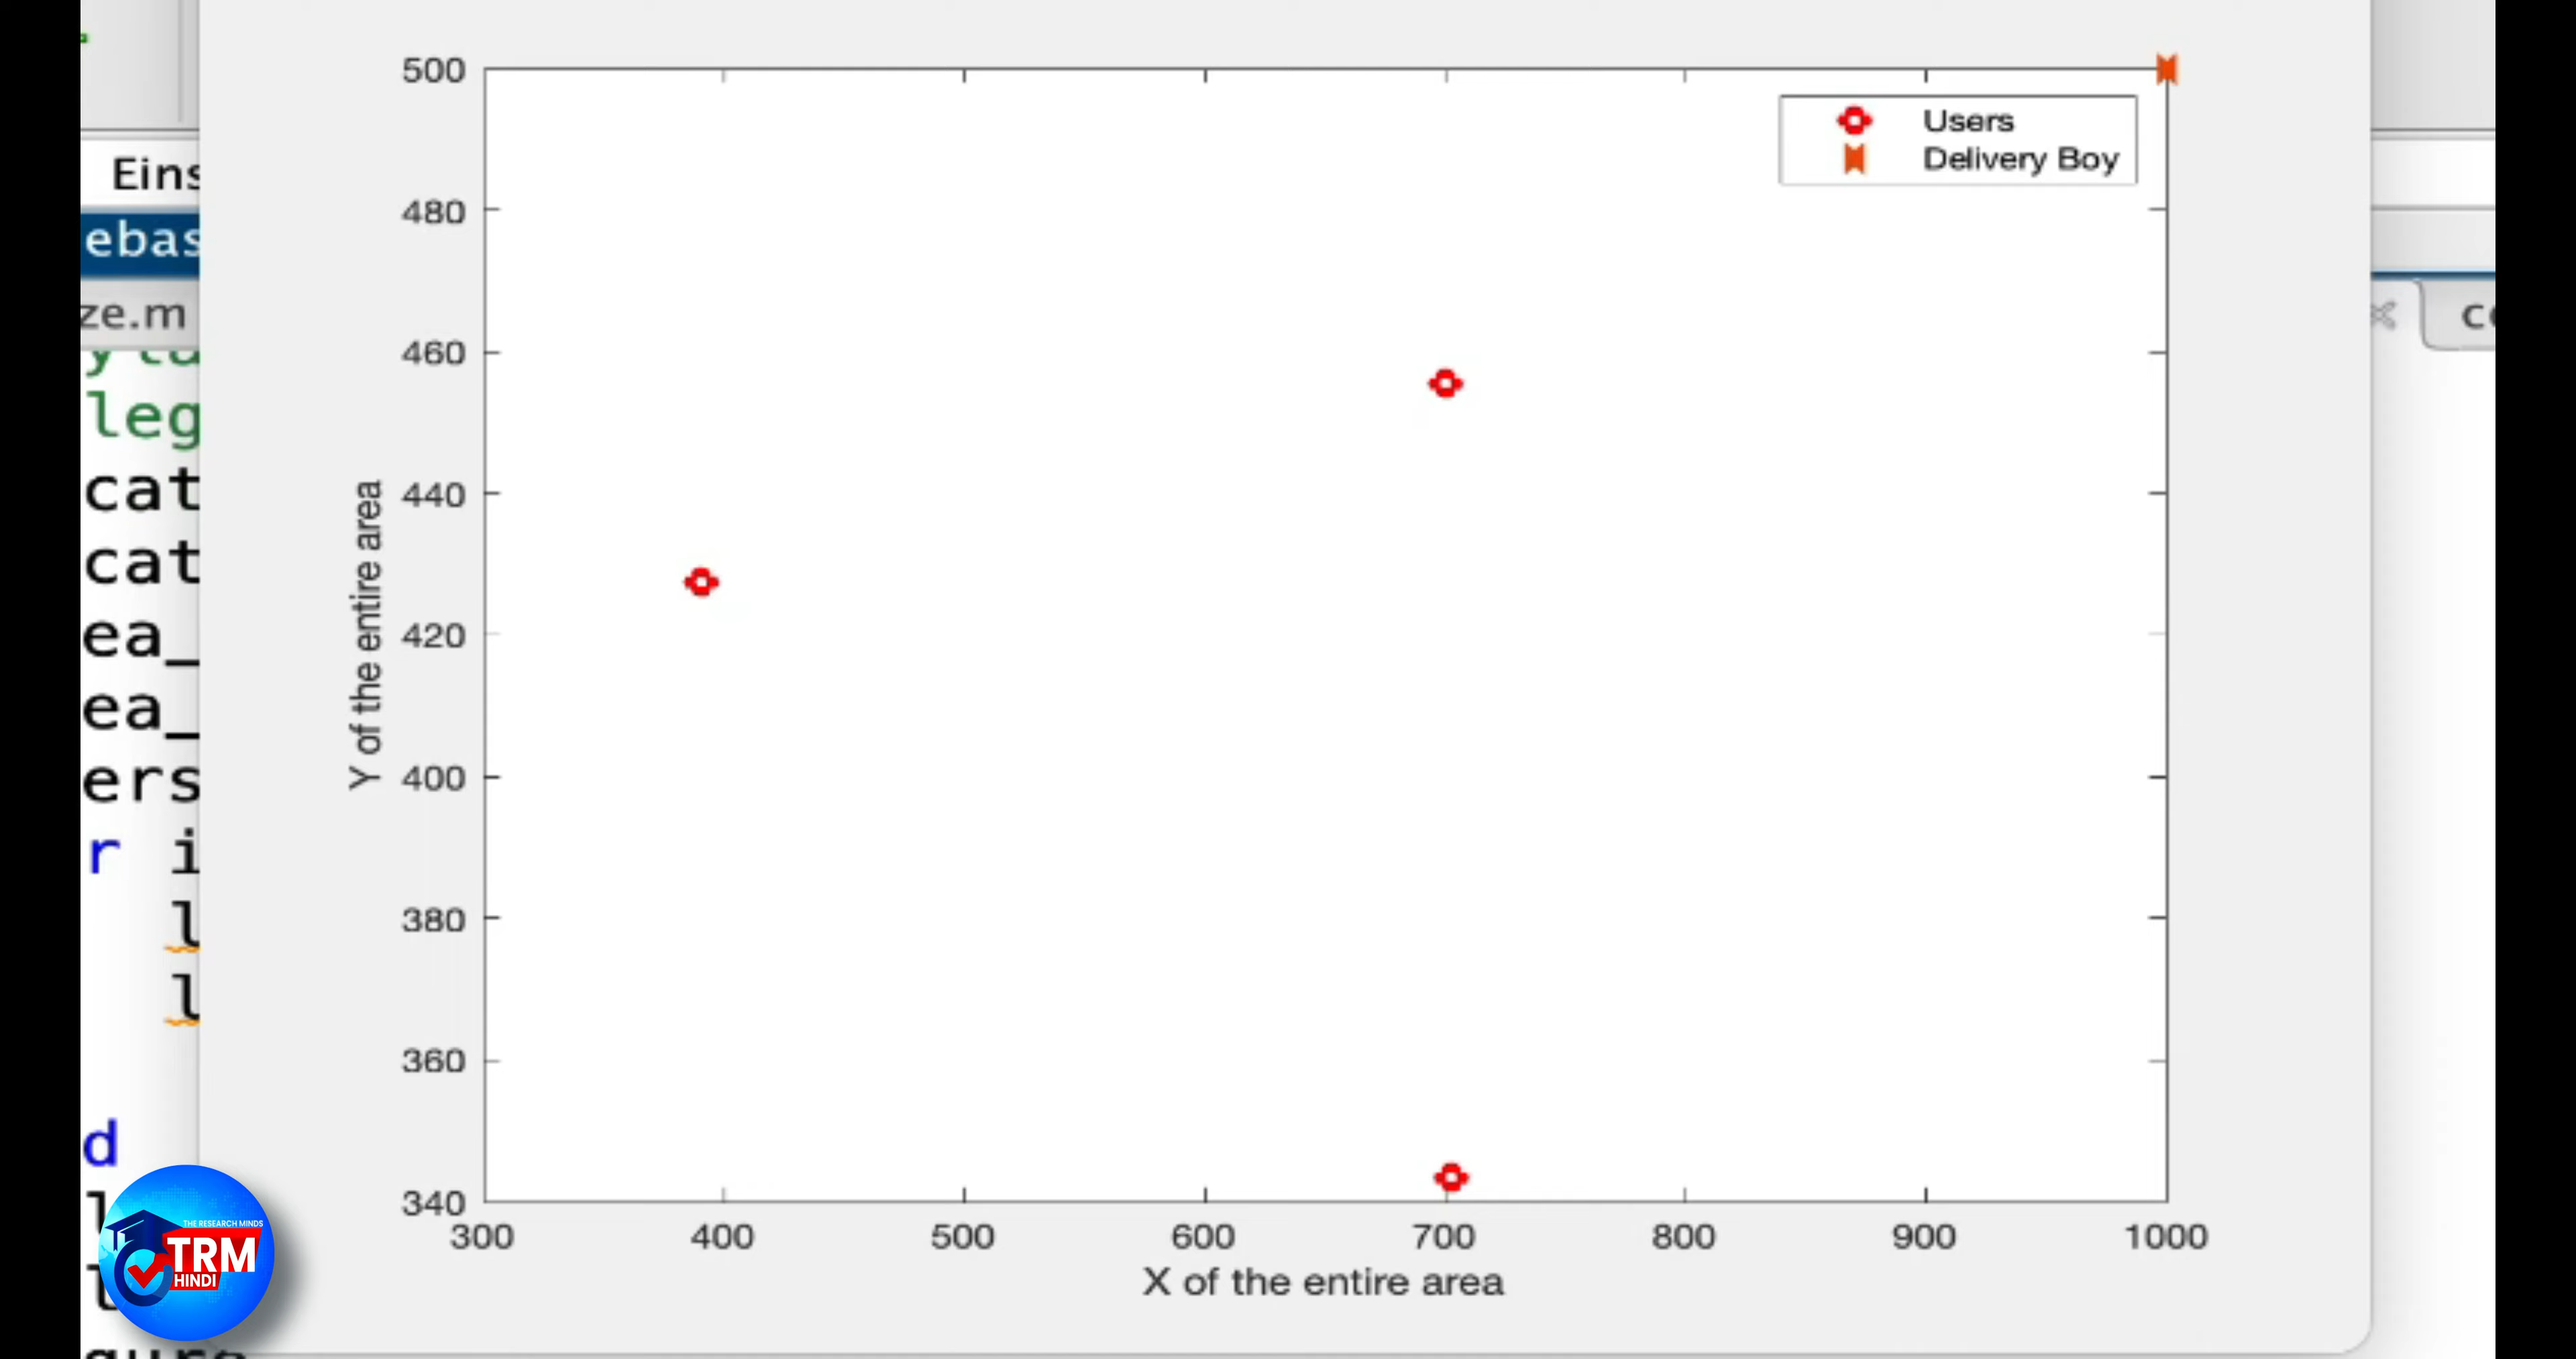 Eins
ebas
ze.m
leg
cat
cat
ea_
ea_
ers
r i
l
l
d
l
500
480
460
440
420
400
380
360
340
300 400 500 600 700 800 900 1000
X of the entire area
Y of the entire area
Users
Delivery Boy
THE RESEARCH MINDS
TRM
HINDI